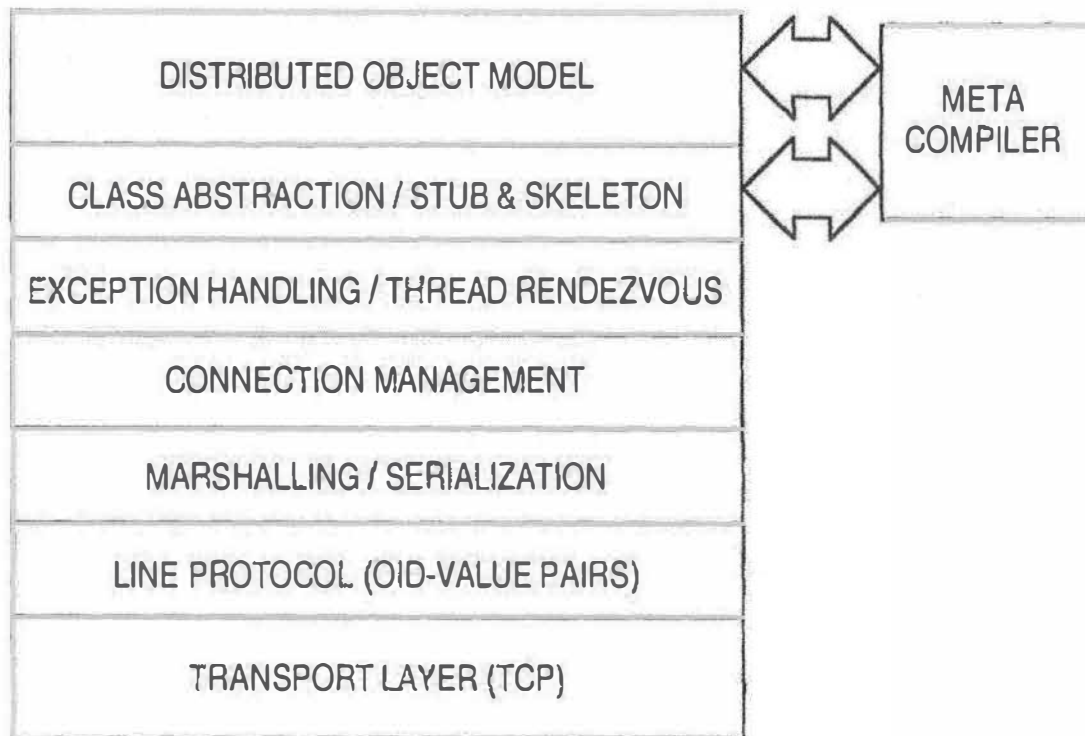 DISTRIBUTED OBJECT MODEL
META
COMPILER
CLASS ABSTRACTION / STUB & SKELETON
EXCEPTION HANDLING / THREAD RENDEZVOUS
CONNECTION MANAGEMENT
MARSHALLING / SERIALIZATION
LINE PROTOCOL (OID-VALUE PAIRS)
TRANSPORT LAYER (TCP)